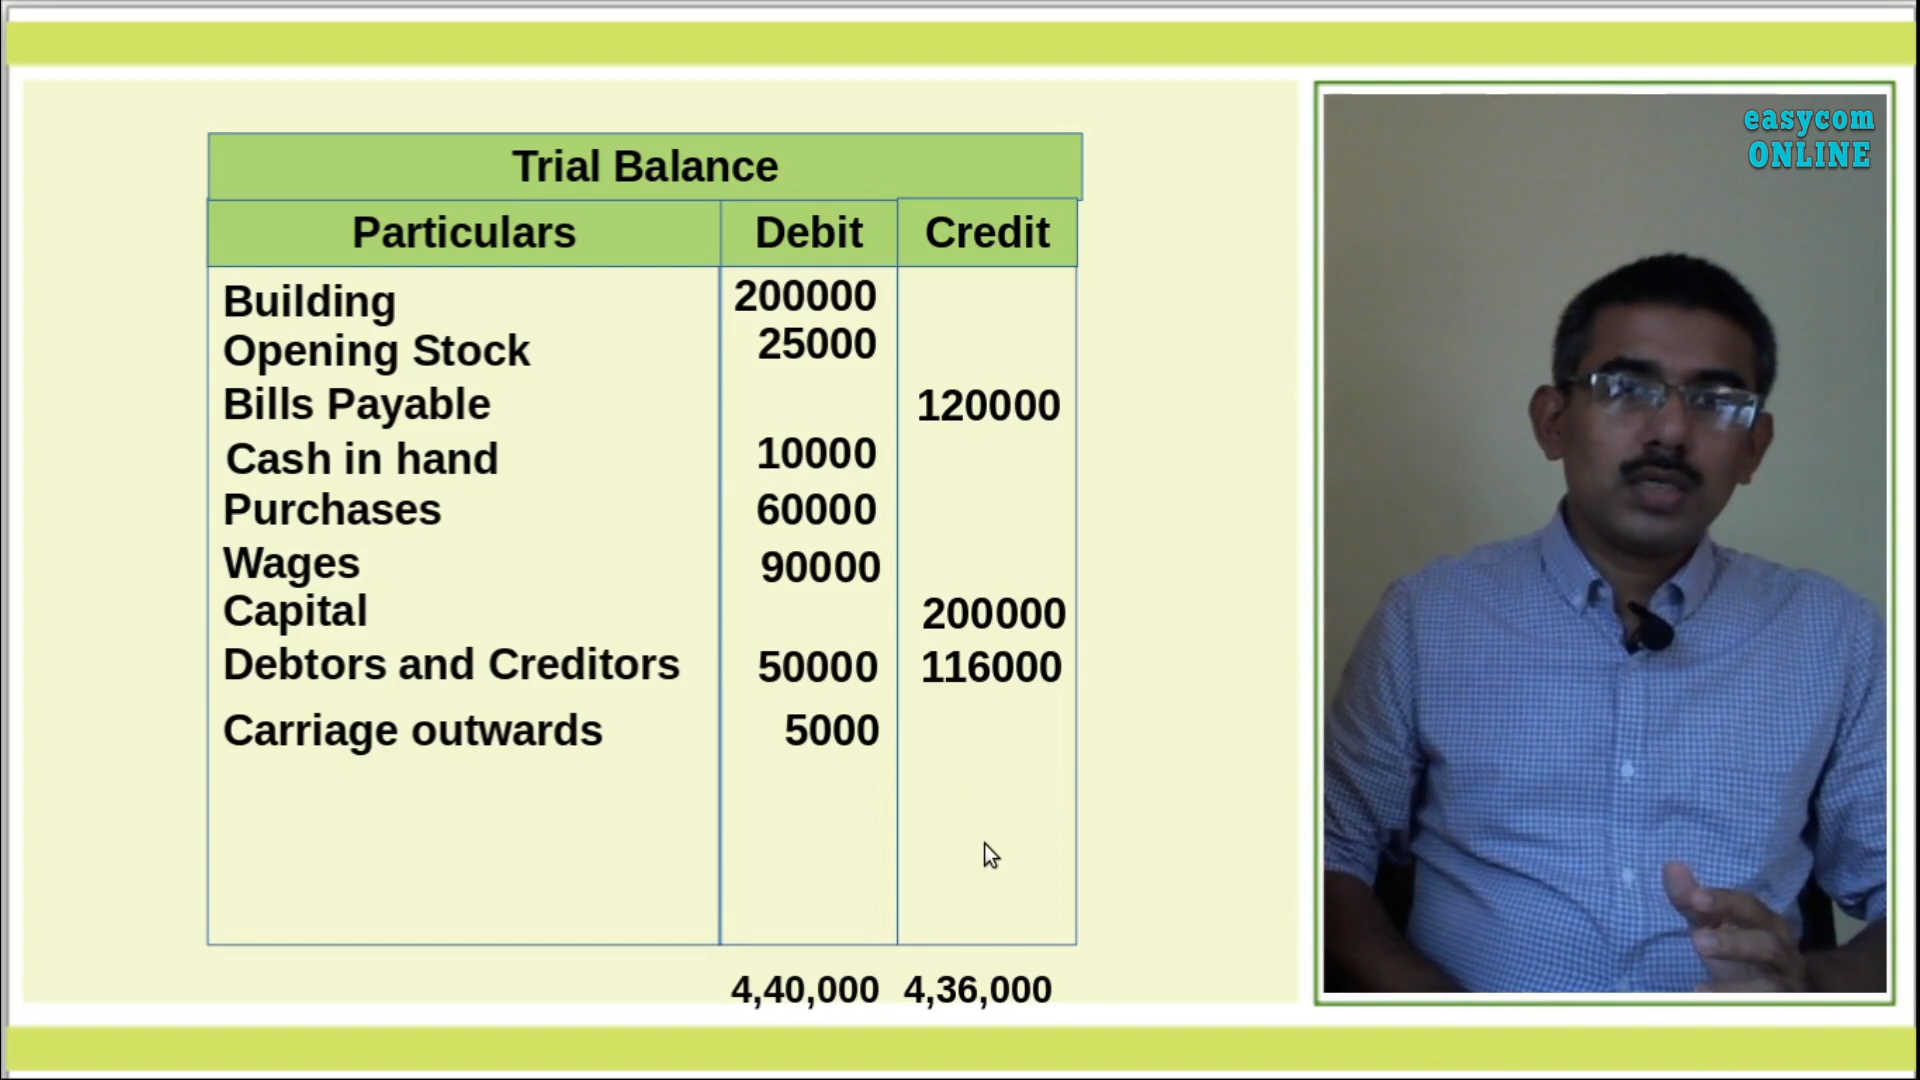 Trial Balance
Particulars Debit Credit
Building 200000
Opening Stock 25000
Bills Payable 120000
Cash in hand 10000
Purchases 60000
Wages 90000
Capital 200000
Debtors and Creditors 50000 116000
Carriage outwards 5000
4,40,000 4,36,000
easycom
ONLINE